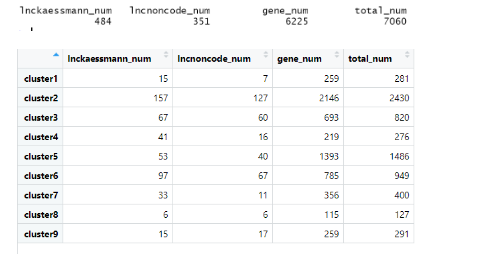 lnckaessmann_num lncnoncode_num gene_num total_num
484 351 6225 7060
lnckaessmann_num lncnoncode_num gene_num total_num
cluster1 15 7 259 281
cluster2 157 127 2146 2430
cluster3 67 60 693 820
cluster4 41 16 219 276
cluster5 53 40 1393 1486
cluster6 97 67 785 949
cluster7 33 11 356 400
cluster8 6 6 115 127
cluster9 15 17 259 291